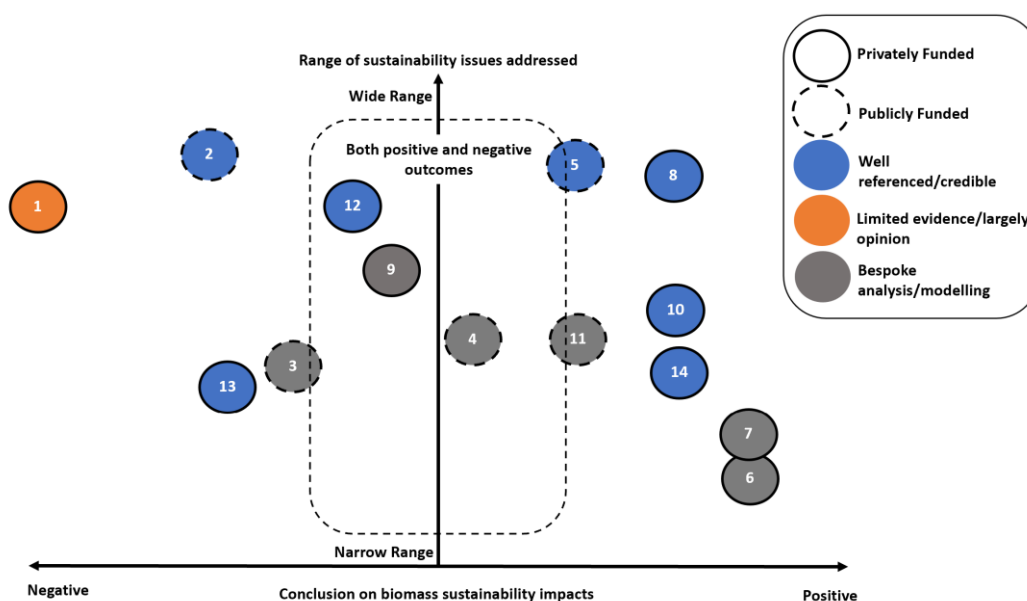 Range of sustainability issues addressed
Wide Range
Both positive and negative
outcomes
2
5
8
1
12
9
10
4
11
3
14
13
7
6
Narrow Range
Negative
Conclusion on biomass sustainability impacts
Positive
Privately Funded
Publicly Funded
Well
referenced/credible
Limited evidence/largely
opinion
Bespoke
analysis/modelling